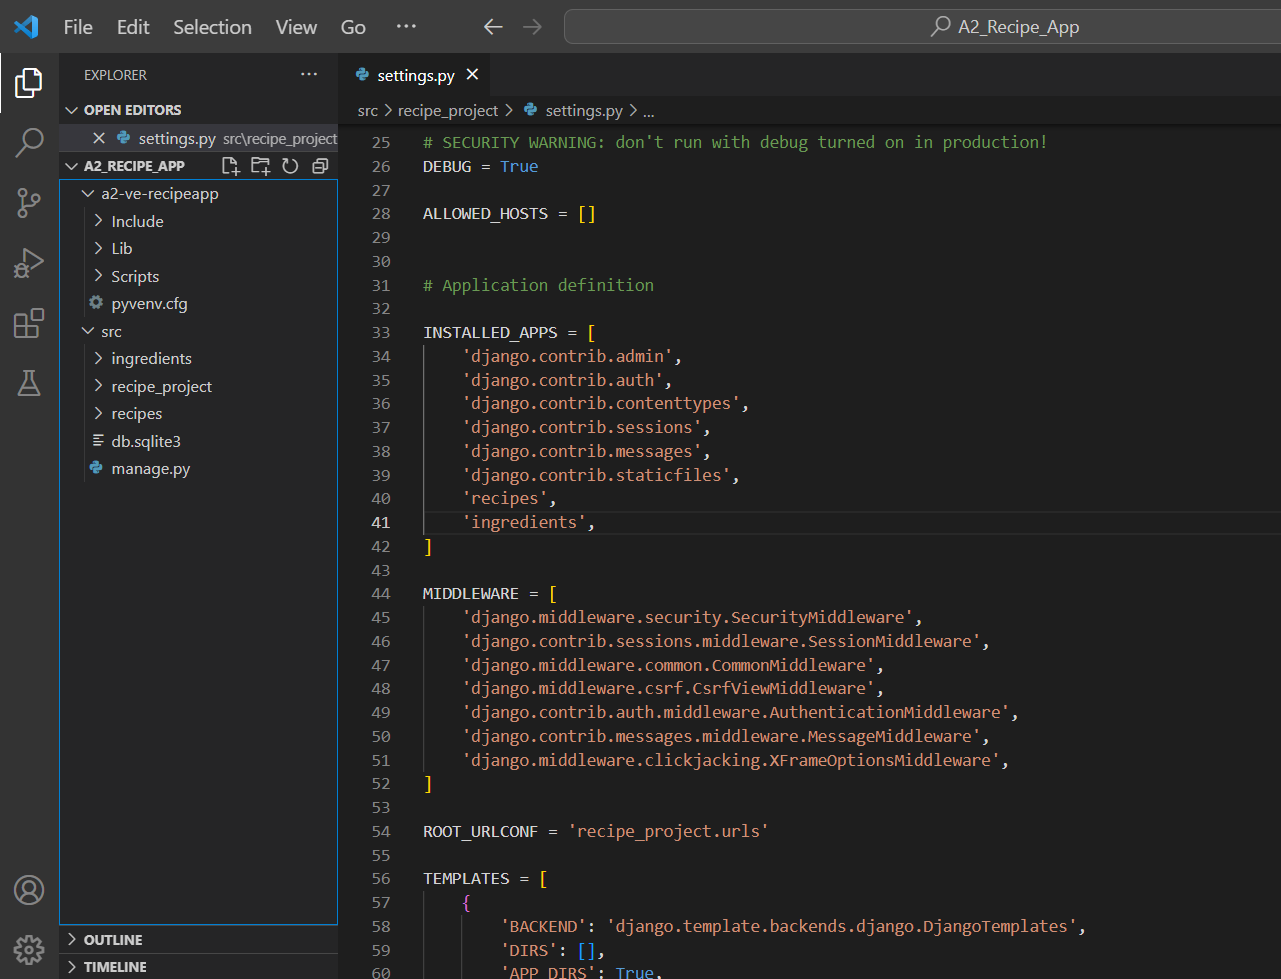 File Edit Selection View Go ···
A2_Recipe_App
EXPLORER ···
OPEN EDITORS
settings.py src\recipe_project
A2_RECIPE_APP
a2-ve-recipeapp
Include
Lib
Scripts
pyvenv.cfg
src
ingredients
recipe_project
recipes
db.sqlite3
manage.py
OUTLINE
TIMELINE
settings.py
src > recipe_project > settings.py > ...
25 # SECURITY WARNING: don't run with debug turned on in production!
26 DEBUG = True
27
28 ALLOWED_HOSTS = []
29
30
31 # Application definition
32
33 INSTALLED_APPS = [
34 'django.contrib.admin',
35 'django.contrib.auth',
36 'django.contrib.contenttypes',
37 'django.contrib.sessions',
38 'django.contrib.messages',
39 'django.contrib.staticfiles',
40 'recipes',
41 'ingredients',
42 ]
43
44 MIDDLEWARE = [
45 'django.middleware.security.SecurityMiddleware',
46 'django.contrib.sessions.middleware.SessionMiddleware',
47 'django.middleware.common.CommonMiddleware',
48 'django.middleware.csrf.CsrfViewMiddleware',
49 'django.contrib.auth.middleware.AuthenticationMiddleware',
50 'django.contrib.messages.middleware.MessageMiddleware',
51 'django.middleware.clickjacking.XFrameOptionsMiddleware',
52 ]
53
54 ROOT_URLCONF = 'recipe_project.urls'
55
56 TEMPLATES = [
57 {
58 'BACKEND': 'django.template.backends.django.DjangoTemplates',
59 'DIRS': [],
60 'APP_DIRS': True,